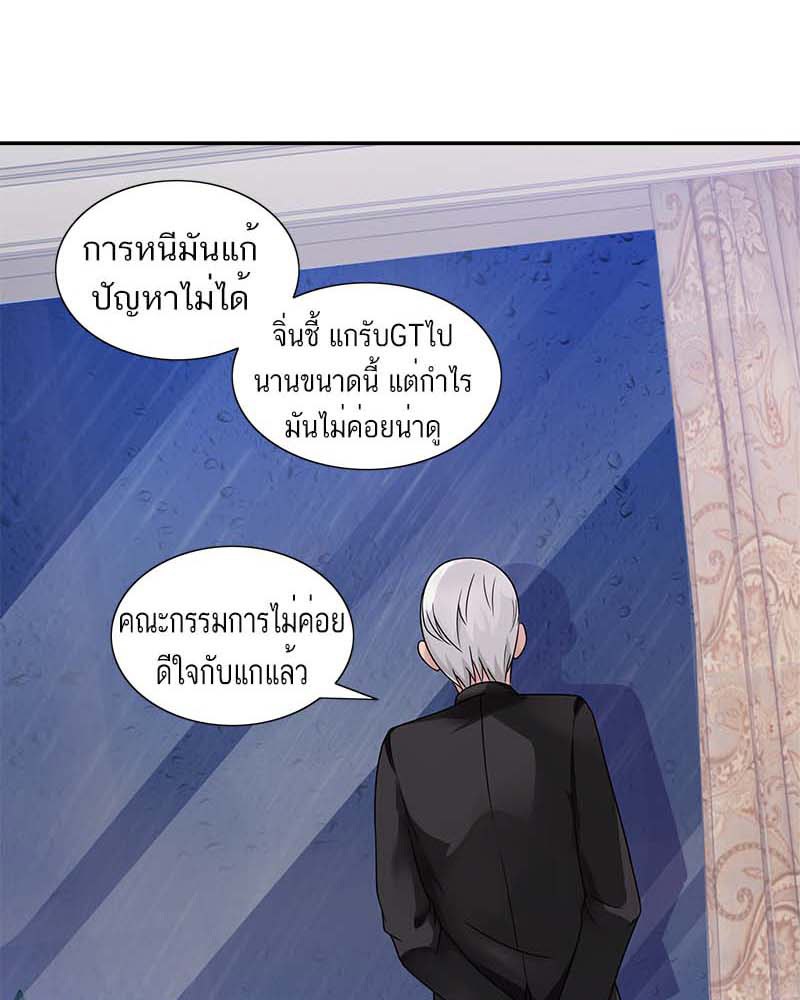 การหนีมันแก้
ปัญหาไม่ได้
จิ่นชี้ แกรับGTไป
นานขนาดนี้ แต่กำไร
มันไม่ค่อยน่าดู
คณะกรรมการไม่ค่อย
ดีใจกับแกแล้ว